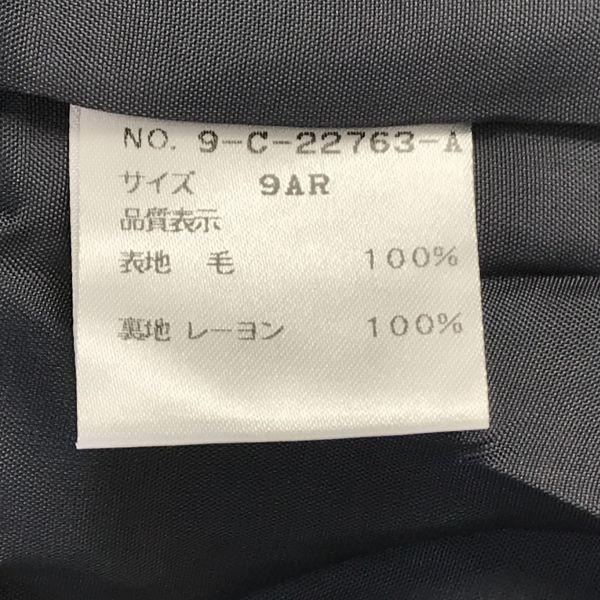 NO. 9-C-22763-A
サイズ 9AR
品質表示
表地 毛 100%
裏地 レーヨン 100%